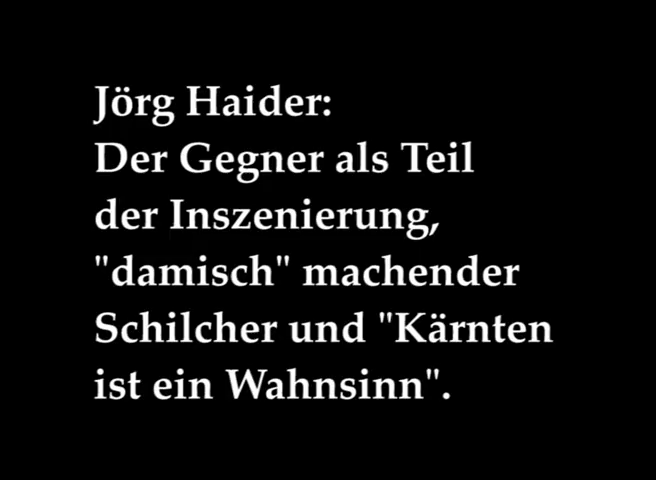 Jörg Haider:
Der Gegner als Teil
der Inszenierung,
"damisch" machender
Schilcher und "Kärnten
ist ein Wahnsinn".